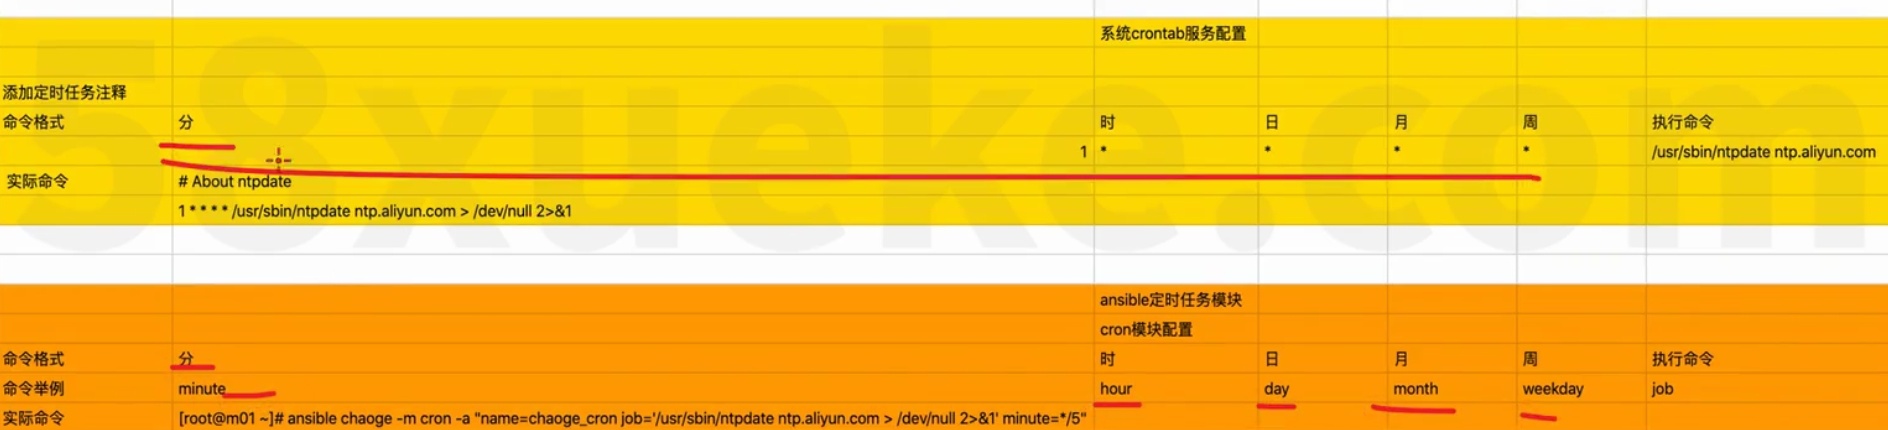 系统crontab服务配置
添加定时任务注释
命令格式 分 时 日 月 周 执行命令
1 * * * * /usr/sbin/ntpdate ntp.aliyun.com
实际命令 # About ntpdate
1 * * * * /usr/sbin/ntpdate ntp.aliyun.com > /dev/null 2>&1
58xueke.com
ansible定时任务模块
cron模块配置
命令格式 分 时 日 月 周 执行命令
命令举例 minute hour day month weekday job
实际命令 [root@m01 ~]# ansible chaoge -m cron -a "name=chaoge_cron job='/usr/sbin/ntpdate ntp.aliyun.com > /dev/null 2>&1' minute=*/5"